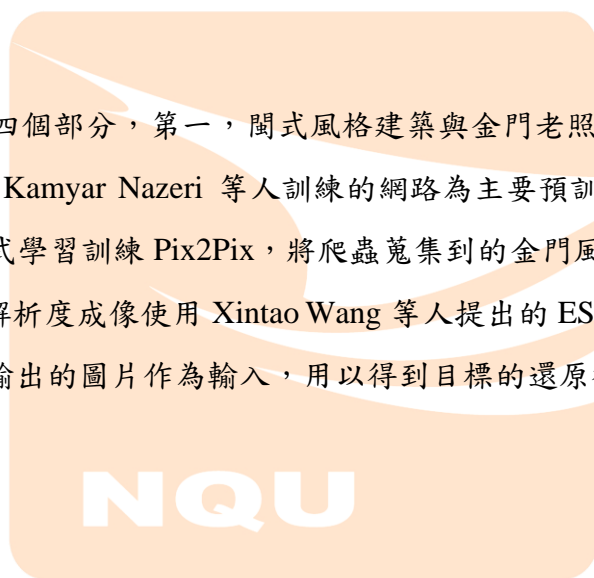 四個部分，第一，閩式風格建築與金門老照
Kamyar Nazeri 等人訓練的網路為主要預訓
式學習訓練 Pix2Pix，將爬蟲蒐集到的金門風
解析度成像使用 Xintao Wang 等人提出的 ES
輸出的圖片作為輸入，用以得到目標的還原
NQU